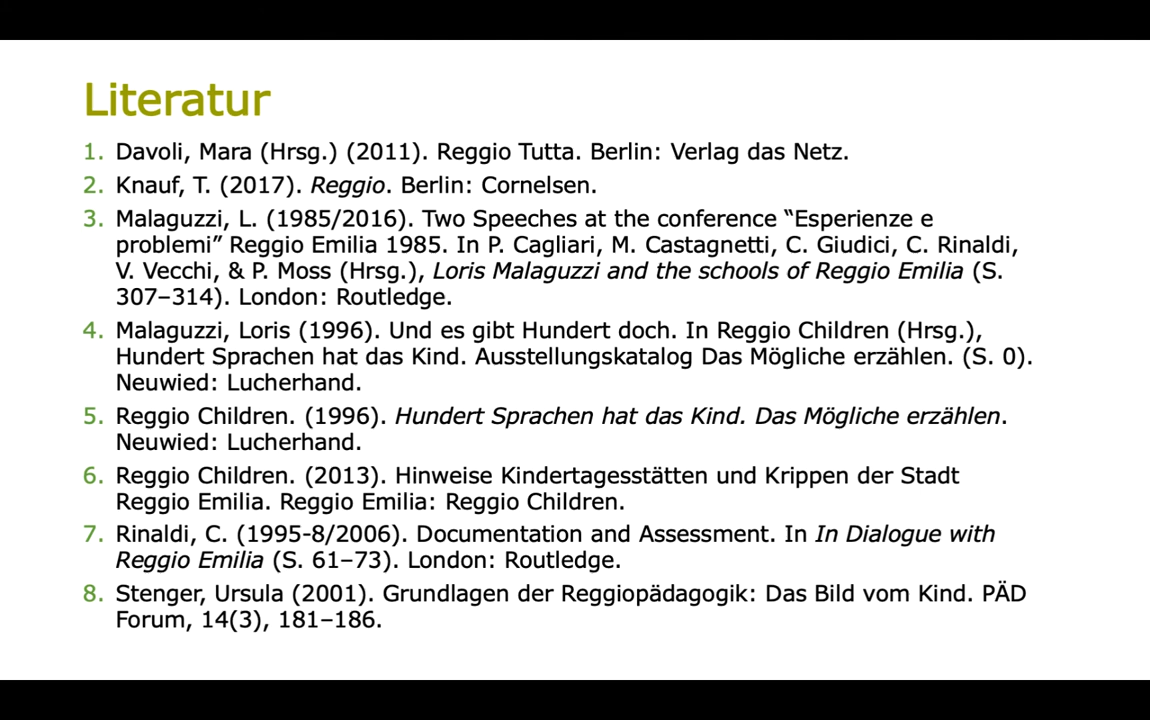 Literatur
1. Davoli, Mara (Hrsg.) (2011). Reggio Tutta. Berlin: Verlag das Netz.
2. Knauf, T. (2017). Reggio. Berlin: Cornelsen.
3. Malaguzzi, L. (1985/2016). Two Speeches at the conference “Esperienze e
problemi” Reggio Emilia 1985. In P. Cagliari, M. Castagnetti, C. Giudici, C. Rinaldi,
V. Vecchi, & P. Moss (Hrsg.), Loris Malaguzzi and the schools of Reggio Emilia (S.
307–314). London: Routledge.
4. Malaguzzi, Loris (1996). Und es gibt Hundert doch. In Reggio Children (Hrsg.),
Hundert Sprachen hat das Kind. Ausstellungskatalog Das Mögliche erzählen. (S. 0).
Neuwied: Lucherhand.
5. Reggio Children. (1996). Hundert Sprachen hat das Kind. Das Mögliche erzählen.
Neuwied: Lucherhand.
6. Reggio Children. (2013). Hinweise Kindertagesstätten und Krippen der Stadt
Reggio Emilia. Reggio Emilia: Reggio Children.
7. Rinaldi, C. (1995-8/2006). Documentation and Assessment. In In Dialogue with
Reggio Emilia (S. 61–73). London: Routledge.
8. Stenger, Ursula (2001). Grundlagen der Reggiopädagogik: Das Bild vom Kind. PÄD
Forum, 14(3), 181–186.